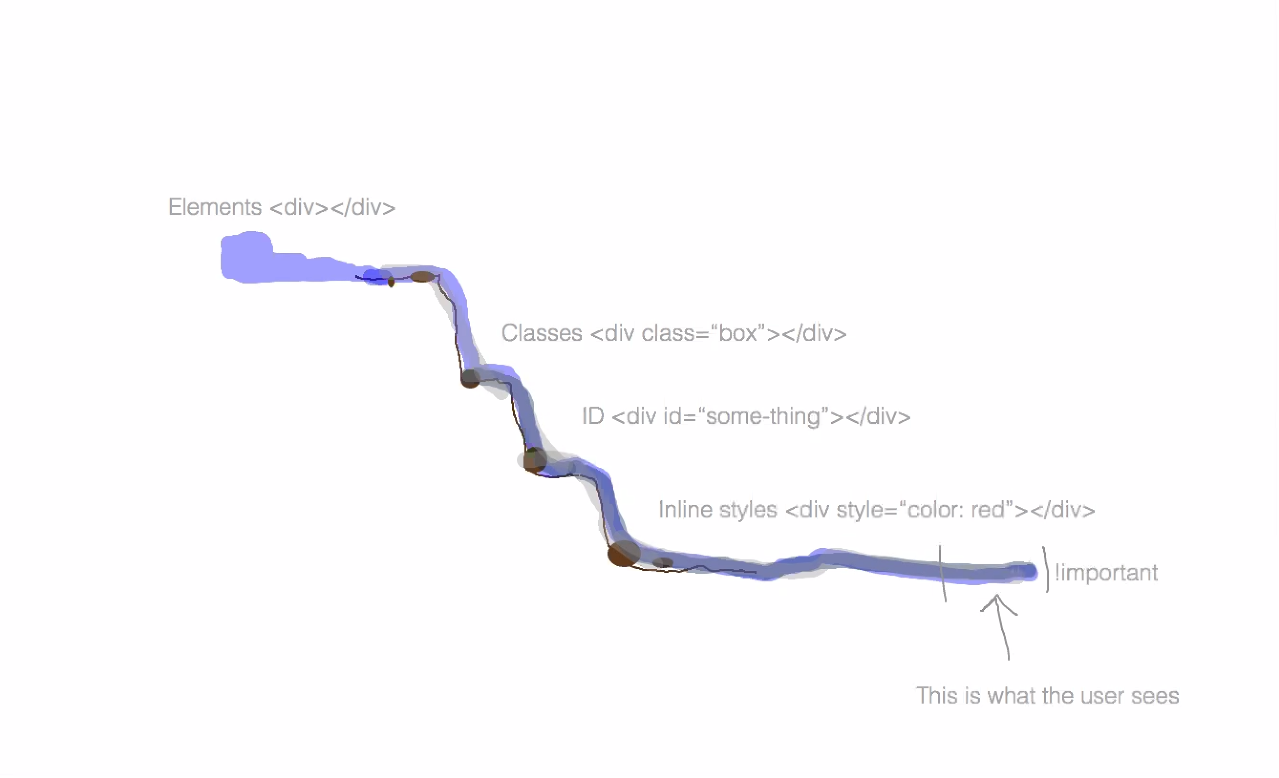 Elements <div></div>
Classes <div class=“box”></div>
ID <div id=“some-thing”></div>
Inline styles <div style=“color: red”></div>
!important
This is what the user sees